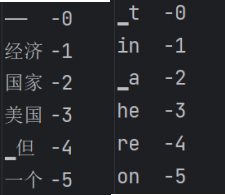 —— -0
经济 -1
国家 -2
美国 -3
▁但 -4
一个 -5
▁t -0
in -1
▁a -2
he -3
re -4
on -5